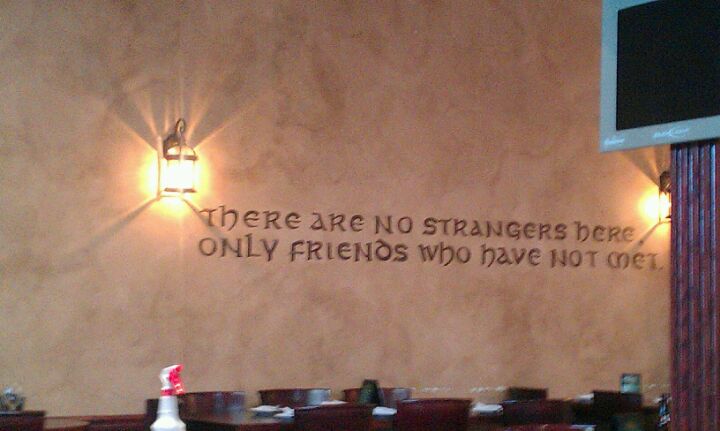 There are no strangers here,
only friends who have not met.